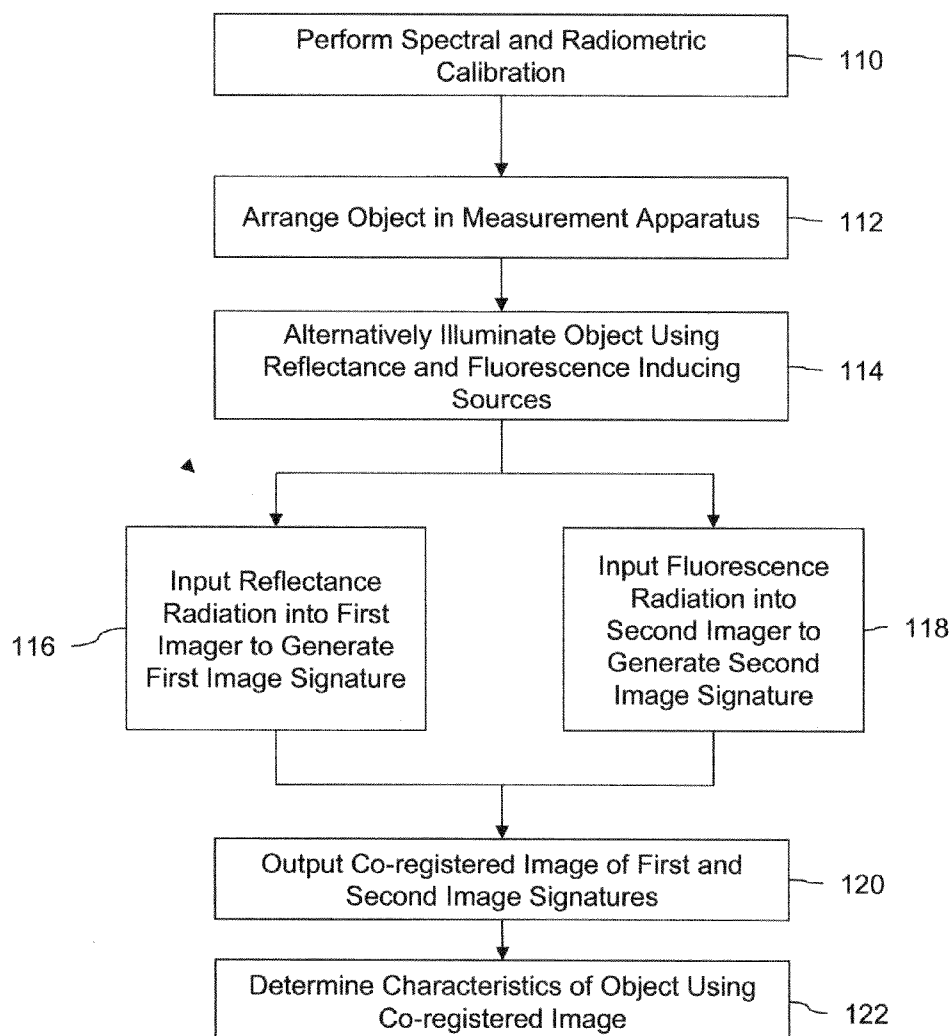 Perform Spectral and Radiometric
Calibration
110
Arrange Object in Measurement Apparatus
112
Alternatively Illuminate Object Using
Reflectance and Fluorescence Inducing
Sources
114
Input Reflectance
Radiation into First
Imager to Generate
First Image Signature
116
Input Fluorescence
Radiation into
Second Imager to
Generate Second
Image Signature
118
Output Co-registered Image of First and
Second Image Signatures
120
Determine Characteristics of Object Using
Co-registered Image
122